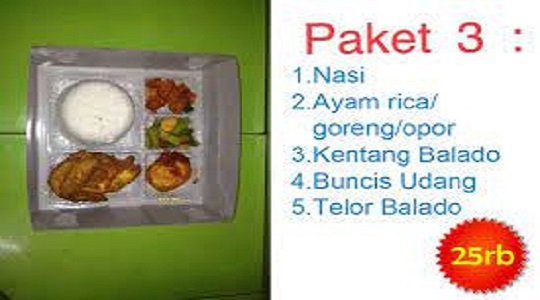 Paket 3 :
1.Nasi
2.Ayam rica/
goreng/opor
3.Kentang Balado
4.Buncis Udang
5.Telor Balado
25rb